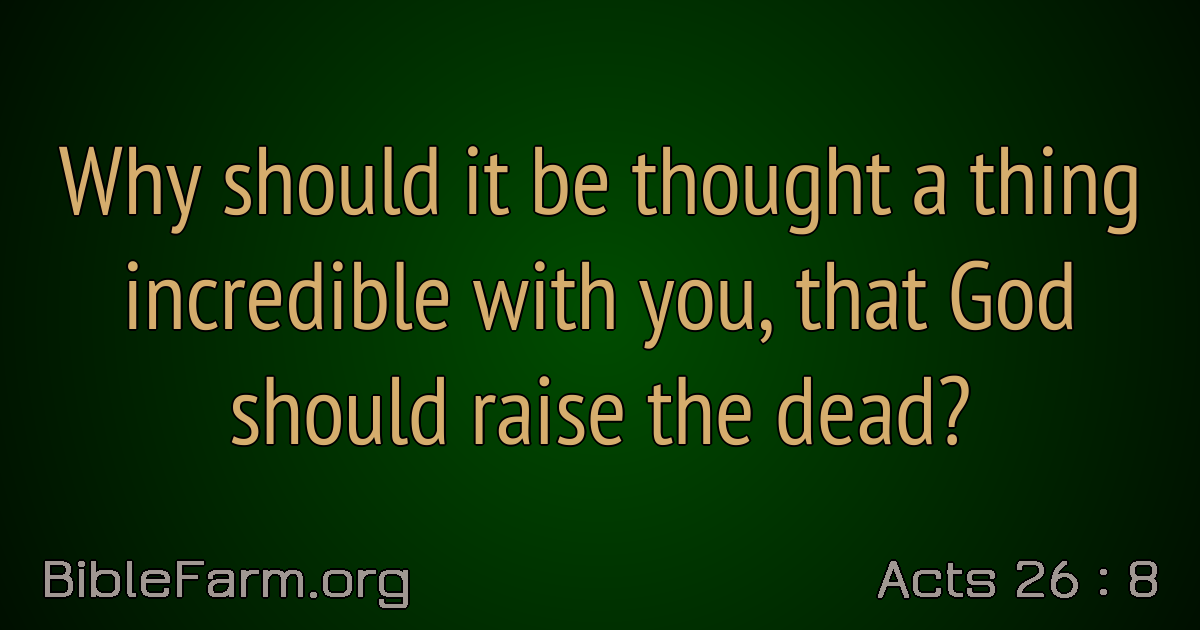 Why should it be thought a thing
incredible with you, that God
should raise the dead?
BibleFarm.org
Acts 26 : 8